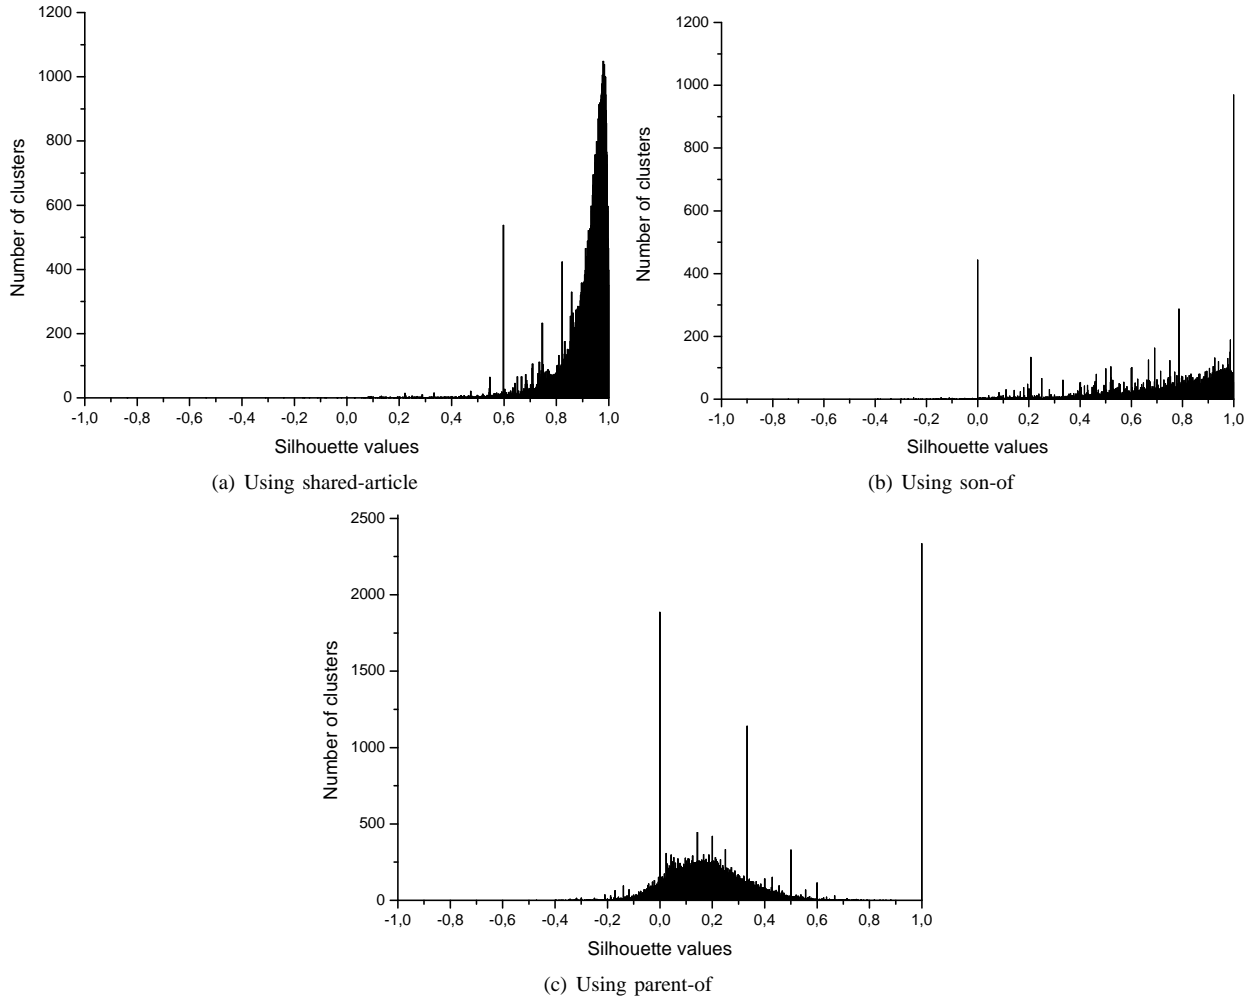 1200
1000
800
600
400
200
0
Number of clusters
-1,0 -0,8 -0,6 -0,4 -0,2 0,0 0,2 0,4 0,6 0,8 1,0
Silhouette values
(a) Using shared-article
1200
1000
800
600
400
200
0
Number of clusters
-1,0 -0,8 -0,6 -0,4 -0,2 0,0 0,2 0,4 0,6 0,8 1,0
Silhouette values
(b) Using son-of
2500
2000
1500
1000
500
0
Number of clusters
-1,0 -0,8 -0,6 -0,4 -0,2 0,0 0,2 0,4 0,6 0,8 1,0
Silhouette values
(c) Using parent-of